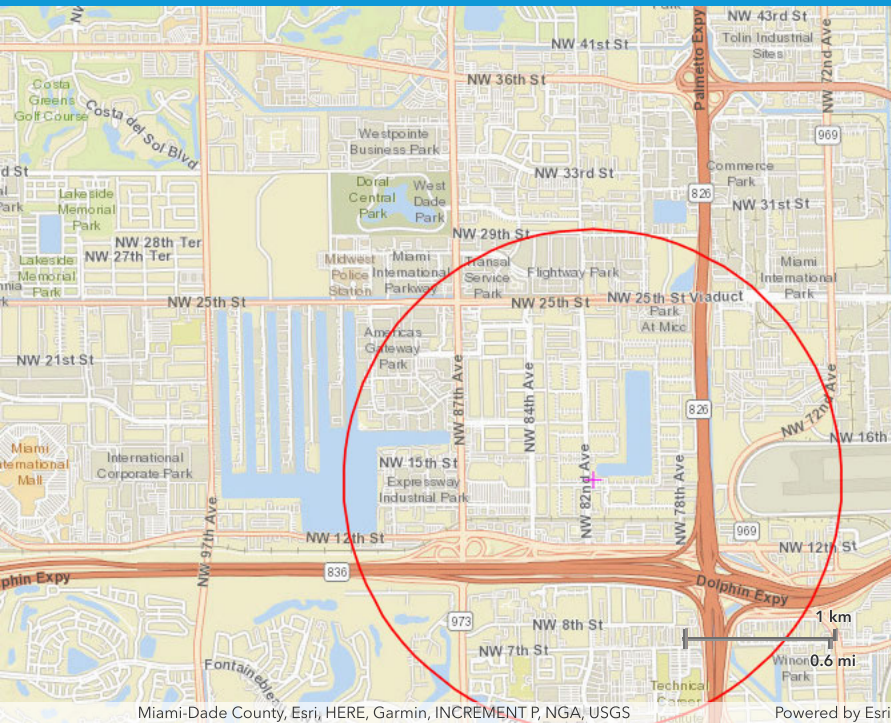 NW 43rd St
Tolin Industrial
Sites
NW 41st St
NW 36th St
Palmetto Expy
NW 72nd Ave
Costa
Greens
Golf Course
Costa del Sol Blvd
Westpointe
Business Park
969
d St
NW 33rd St
Commerce
Park
Lakeside
Memorial
Park
Doral
Central
Park
West
Dade
Park
826
NW 31st St
NW 28th Ter
NW 27th Ter
NW 29th St
Lakeside
Memorial
Park
Midwest
Police
Station
Miami
International
Parkway
Transal
Service
Park
Flightway Park
Miami
International
Park
NW 25th St
NW 25th St
NW 25th St Viaduct
Park
At Micc
NW 21st St
Americas
Gateway
Park
NW 87th Ave
NW 84th Ave
826
NW 72nd Ave
NW 16th
Miami
nternational
Mall
International
Corporate Park
NW 15th St
Expressway
Industrial Park
NW 82nd Ave
NW 78th Ave
NW 97th Ave
NW 12th St
969
NW 12th St
phin Expy
836
Dolphin Expy
973
NW 8th St
NW 7th St
1 km
0.6 mi
Park
Technical
Miami-Dade County, Esri, HERE, Garmin, INCREMENT P, NGA, USGS
Powered by Esri